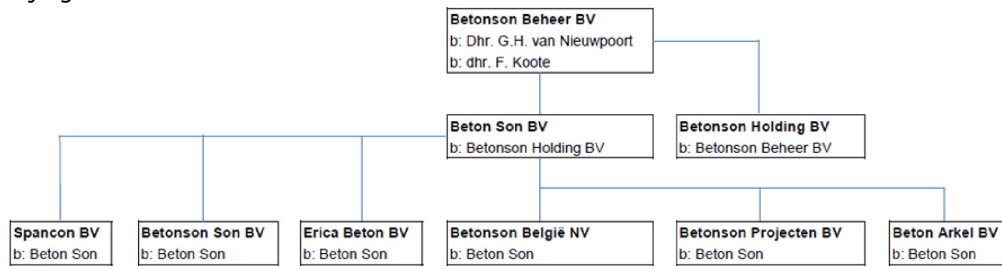 Betonson Beheer BV
b: Dhr. G.H. van Nieuwpoort
b: dhr. F. Koote
Beton Son BV
b: Betonson Holding BV
Betonson Holding BV
b: Betonson Beheer BV
Spancon BV
b: Beton Son
Betonson Son BV
b: Beton Son
Erica Beton BV
b: Beton Son
Betonson België NV
b: Beton Son
Betonson Projecten BV
b: Beton Son
Beton Arkel BV
b: Beton Son